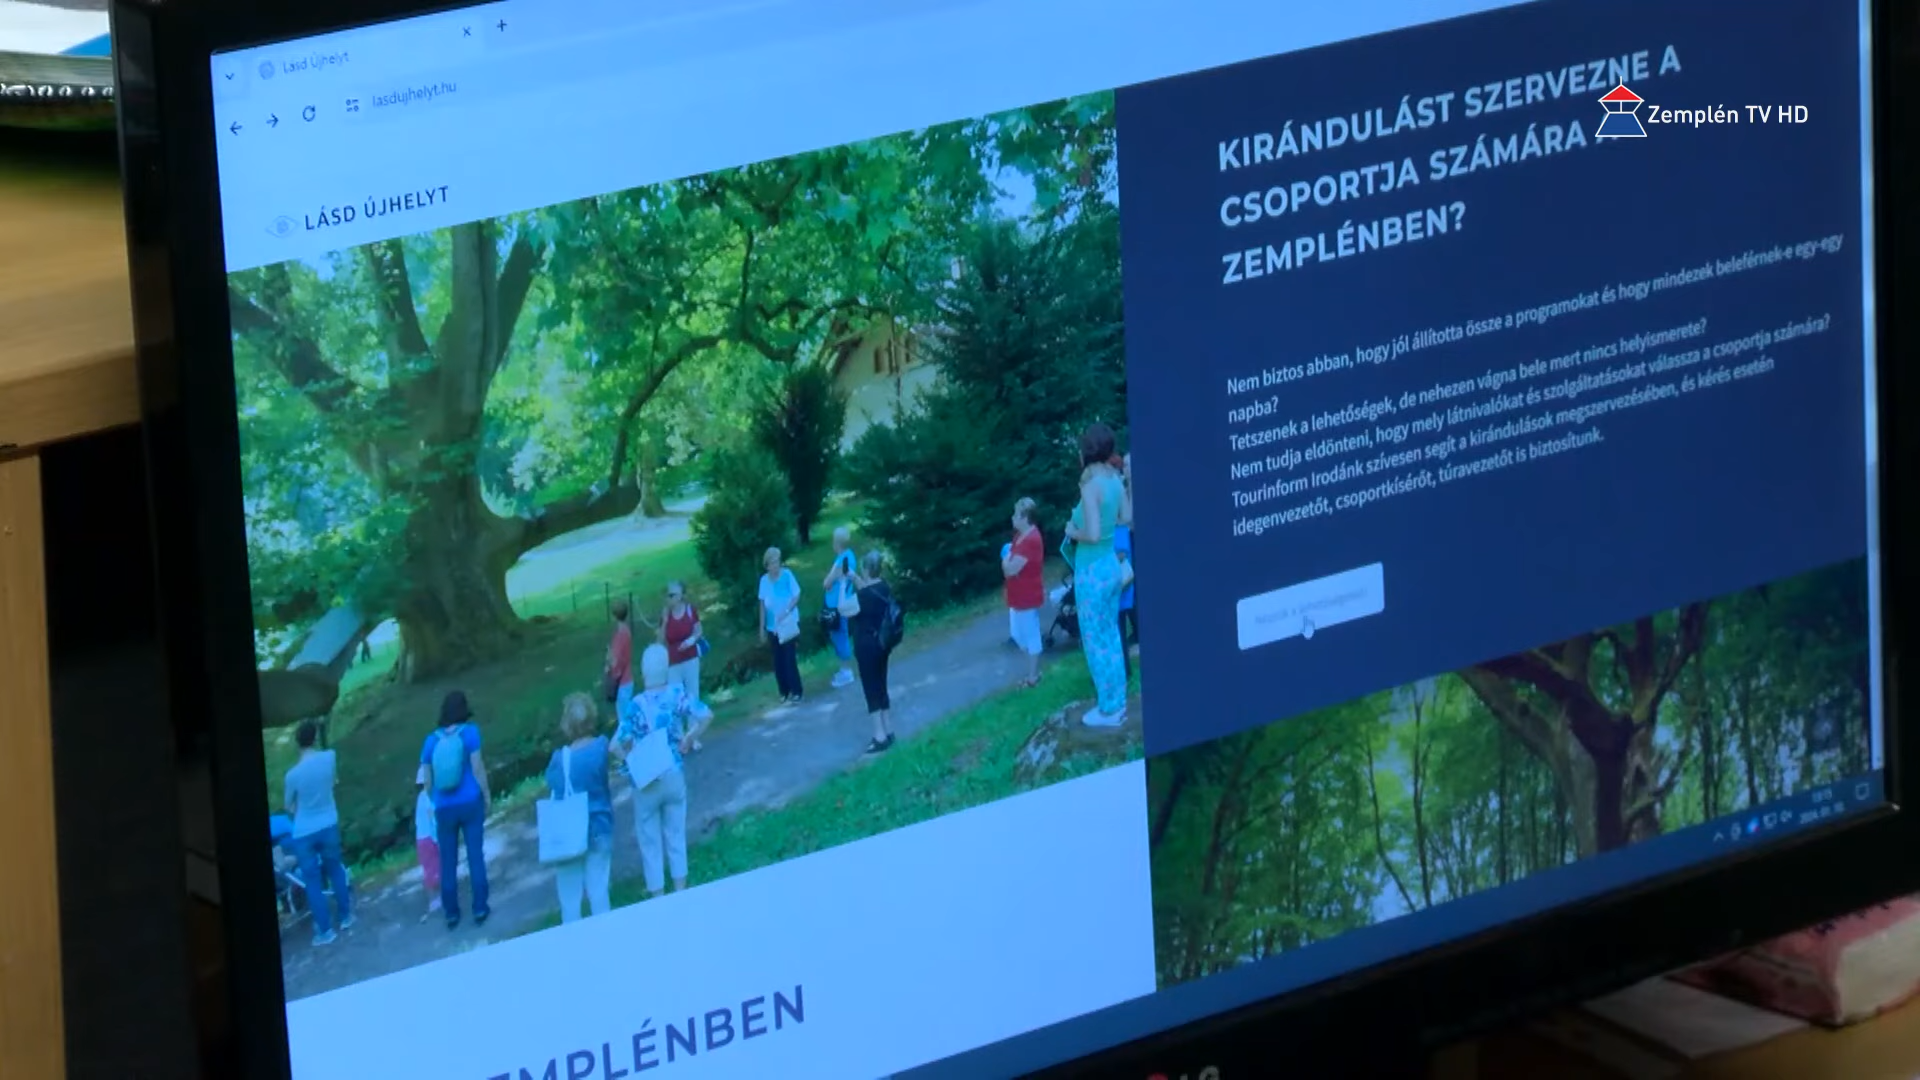 Lásd Újhelyt
lasdujhelyt.hu
LÁSD ÚJHELYT
KIRÁNDULÁST SZERVEZNE A
CSOPORTJA SZÁMÁRA A
ZEMPLÉNBEN?
Zemplén TV HD
Nem biztos abban, hogy jól állította össze a programokat és hogy mindezek beleférnek-e egy-egy
napba?
Tetszenek a lehetőségek, de nehezen vágna bele mert nincs helyismerete?
Nem tudja eldönteni, hogy mely látnivalókat és szolgáltatásokat válassza a csoportja számára?
Tourinform Irodánk szívesen segít a kirándulások megszervezésében, és kérés esetén
idegenvezetőt, csoportkísérőt, túravezetőt is biztosítunk.
ZEMPLÉNBEN
LG